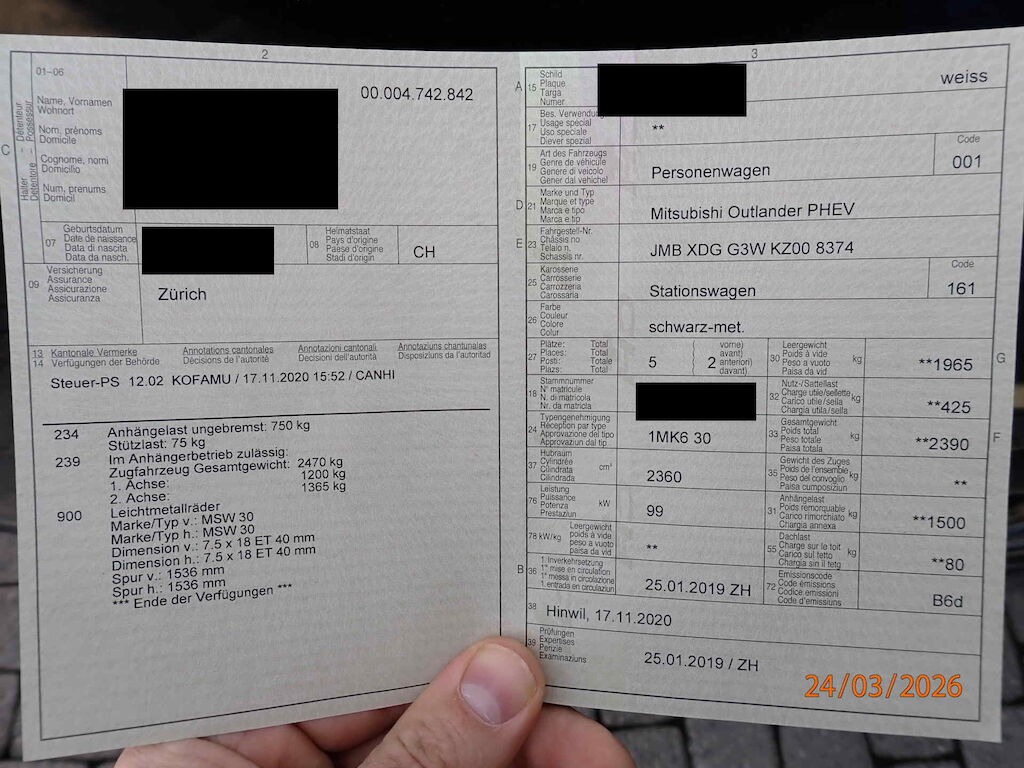 2
01-06
Détenteur - Possessur
Halter - Detentore
C
Name, Vornamen
Wohnort
Nom, prénoms
Domicile
Cognome, nomi
Domicilio
Num, prenums
Domicil
00.004.742.842
07
Geburtsdatum
Date de naissance
Data di nascita
Data da nasch.
08
Heimatstaat
Pays d'origine
Paese d'origine
Stadi d'origin
CH
09
Versicherung
Assurance
Assicurazione
Assicuranza
Zürich
13
14
Kantonale Vermerke
Verfügungen der Behörde
Annotations cantonales
Décisions de l'autorité
Annotazioni cantonali
Decisioni dell'autorità
Annotaziuns chantunalas
Disposiziuns da l'autoritad
Steuer-PS 12.02 KOFAMU / 17.11.2020 15:52 / CANHI
234 Anhängelast ungebremst: 750 kg
Stützlast: 75 kg
239 Im Anhängerbetrieb zulässig:
Zugfahrzeug Gesamtgewicht: 2470 kg
1. Achse: 1200 kg
2. Achse: 1365 kg
900 Leichtmetallräder
Marke/Typ v.: MSW 30
Marke/Typ h.: MSW 30
Dimension v.: 7.5 x 18 ET 40 mm
Dimension h.: 7.5 x 18 ET 40 mm
Spur v.: 1536 mm
Spur h.: 1536 mm
*** Ende der Verfügungen ***
3
A
15
Schild
Plaque
Targa
Numer
weiss
17
Bes. Verwendung
Usage spécial
Uso speciale
Diever spezial
**
19
Art des Fahrzeugs
Genre de véhicule
Genere di veicolo
Gener dal vehichel
Personenwagen
Code
001
D
21
Marke und Typ
Marque et type
Marca e tipo
Marca e tip
Mitsubishi Outlander PHEV
E
23
Fahrgestell-Nr.
Châssis no
Telaio n.
Schassis nr.
JMB XDG G3W KZ00 8374
25
Karosserie
Carrosserie
Carrozzeria
Carossaria
Stationswagen
Code
161
26
Farbe
Couleur
Colore
Colur
schwarz-met.
27
Plätze: Total
Places: Total
Posti: Totale
Plazs: Total
5
( vorne)
( avant)
( anteriori)
( davant)
2
G
30
Leergewicht
Poids à vide
Peso a vuoto
Paisa da vid
kg
**1965
18
Stammnummer
N° matricule
N. di matricola
Nr. da matricla
32
Nutz-/Sattellast
Charge utile/sellette
Carico utile/sella
Chargia utila/sella
kg
**425
24
Typengenehmigung
Réception par type
Approvazione del tipo
Approvaziun dal tip
1MK6 30
F
33
Gesamtgewicht
Poids total
Peso totale
Paisa totala
kg
**2390
37
Hubraum
Cylindrée
Cilindrata
Cilindrada
cm³
2360
35
Gewicht des Zuges
Poids de l'ensemble
Peso del convoglio
Paisa cumposiziun
kg
**
76
Leistung
Puissance
Potenza
Prestaziun
kW
99
31
Anhängelast
Poids remorquable
Carico rimorchiato
Chargia annexa
kg
**1500
78 kW/kg
Leergewicht
poids à vide
peso a vuoto
paisa da vid
**
55
Dachlast
Charge sur le toit
Carico sul tetto
Chargia sin il tetg
kg
**80
B
36
1. Inverkehrsetzung
1re mise en circulation
1a messa in circolazione
1. entrada en circulaziun
25.01.2019 ZH
72
Emissionscode
Code émissions
Codice emissioni
Code d'emissiuns
B6d
38
Hinwil, 17.11.2020
39
Prüfungen
Expertises
Perizie
Examinaziuns
25.01.2019 / ZH
24/03/2026